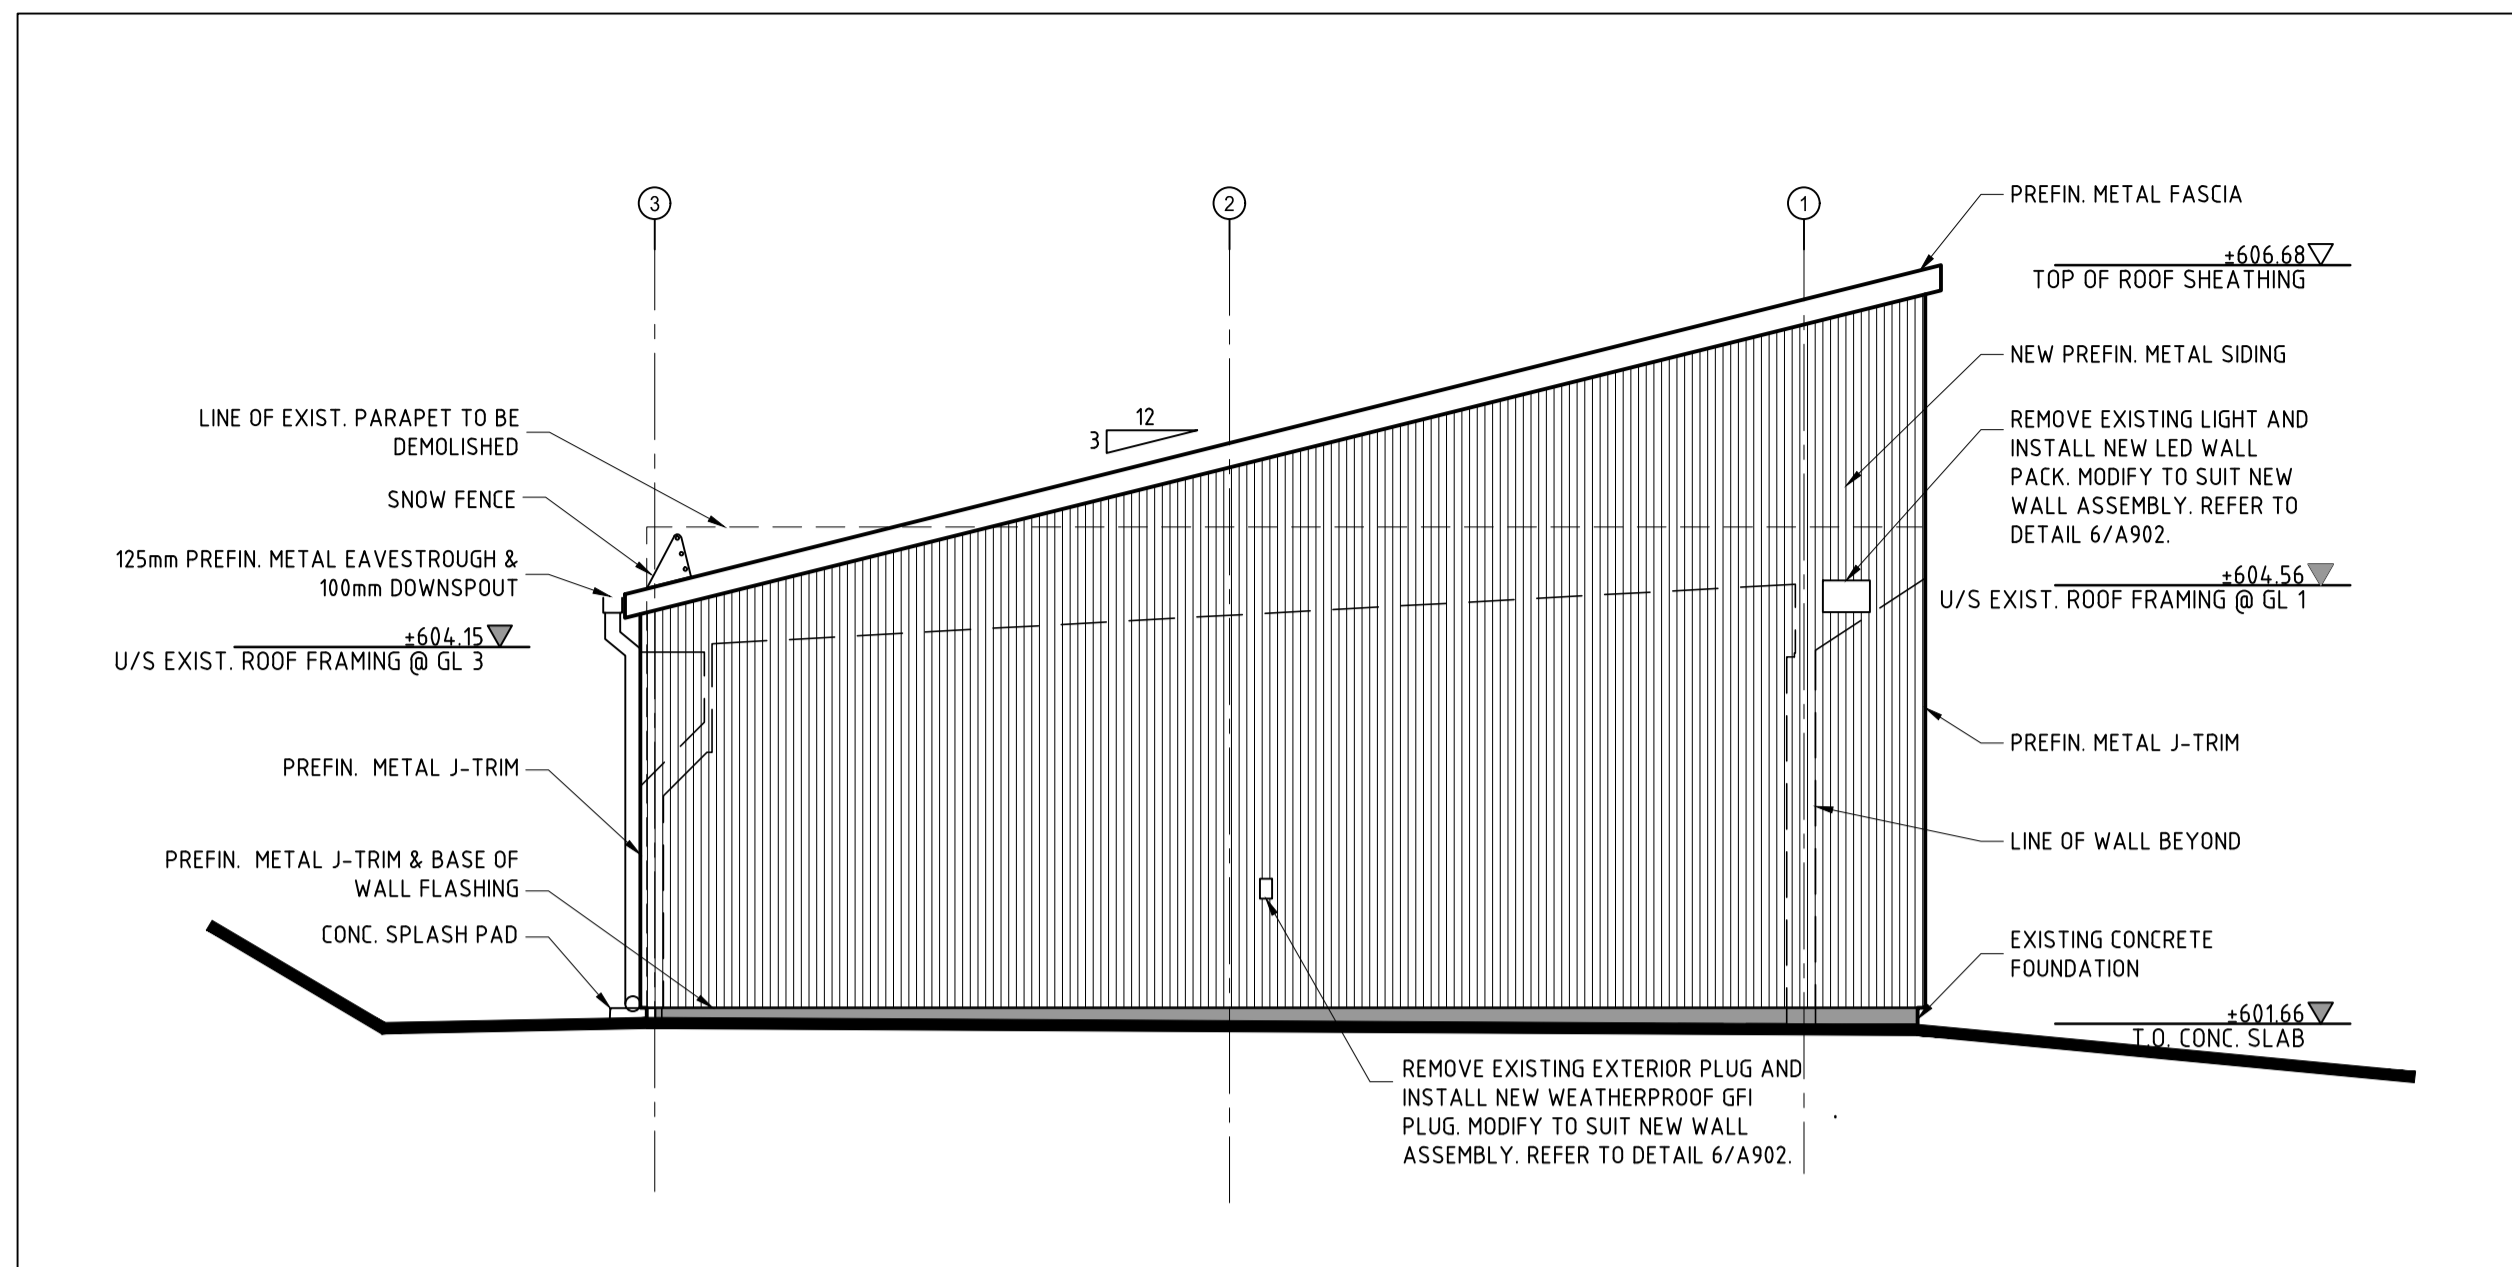 3
2
1
PREFIN. METAL FASCIA
±606.68
TOP OF ROOF SHEATHING
NEW PREFIN. METAL SIDING
REMOVE EXISTING LIGHT AND
INSTALL NEW LED WALL
PACK. MODIFY TO SUIT NEW
WALL ASSEMBLY. REFER TO
DETAIL 6/A902.
±604.56
U/S EXIST. ROOF FRAMING @ GL 1
PREFIN. METAL J-TRIM
LINE OF WALL BEYOND
EXISTING CONCRETE
FOUNDATION
±601.66
T.O. CONC. SLAB
12
3
LINE OF EXIST. PARAPET TO BE
DEMOLISHED
SNOW FENCE
125mm PREFIN. METAL EAVESTROUGH &
100mm DOWNSPOUT
±604.15
U/S EXIST. ROOF FRAMING @ GL 3
PREFIN. METAL J-TRIM
PREFIN. METAL J-TRIM & BASE OF
WALL FLASHING
CONC. SPLASH PAD
REMOVE EXISTING EXTERIOR PLUG AND
INSTALL NEW WEATHERPROOF GFI
PLUG. MODIFY TO SUIT NEW WALL
ASSEMBLY. REFER TO DETAIL 6/A902.